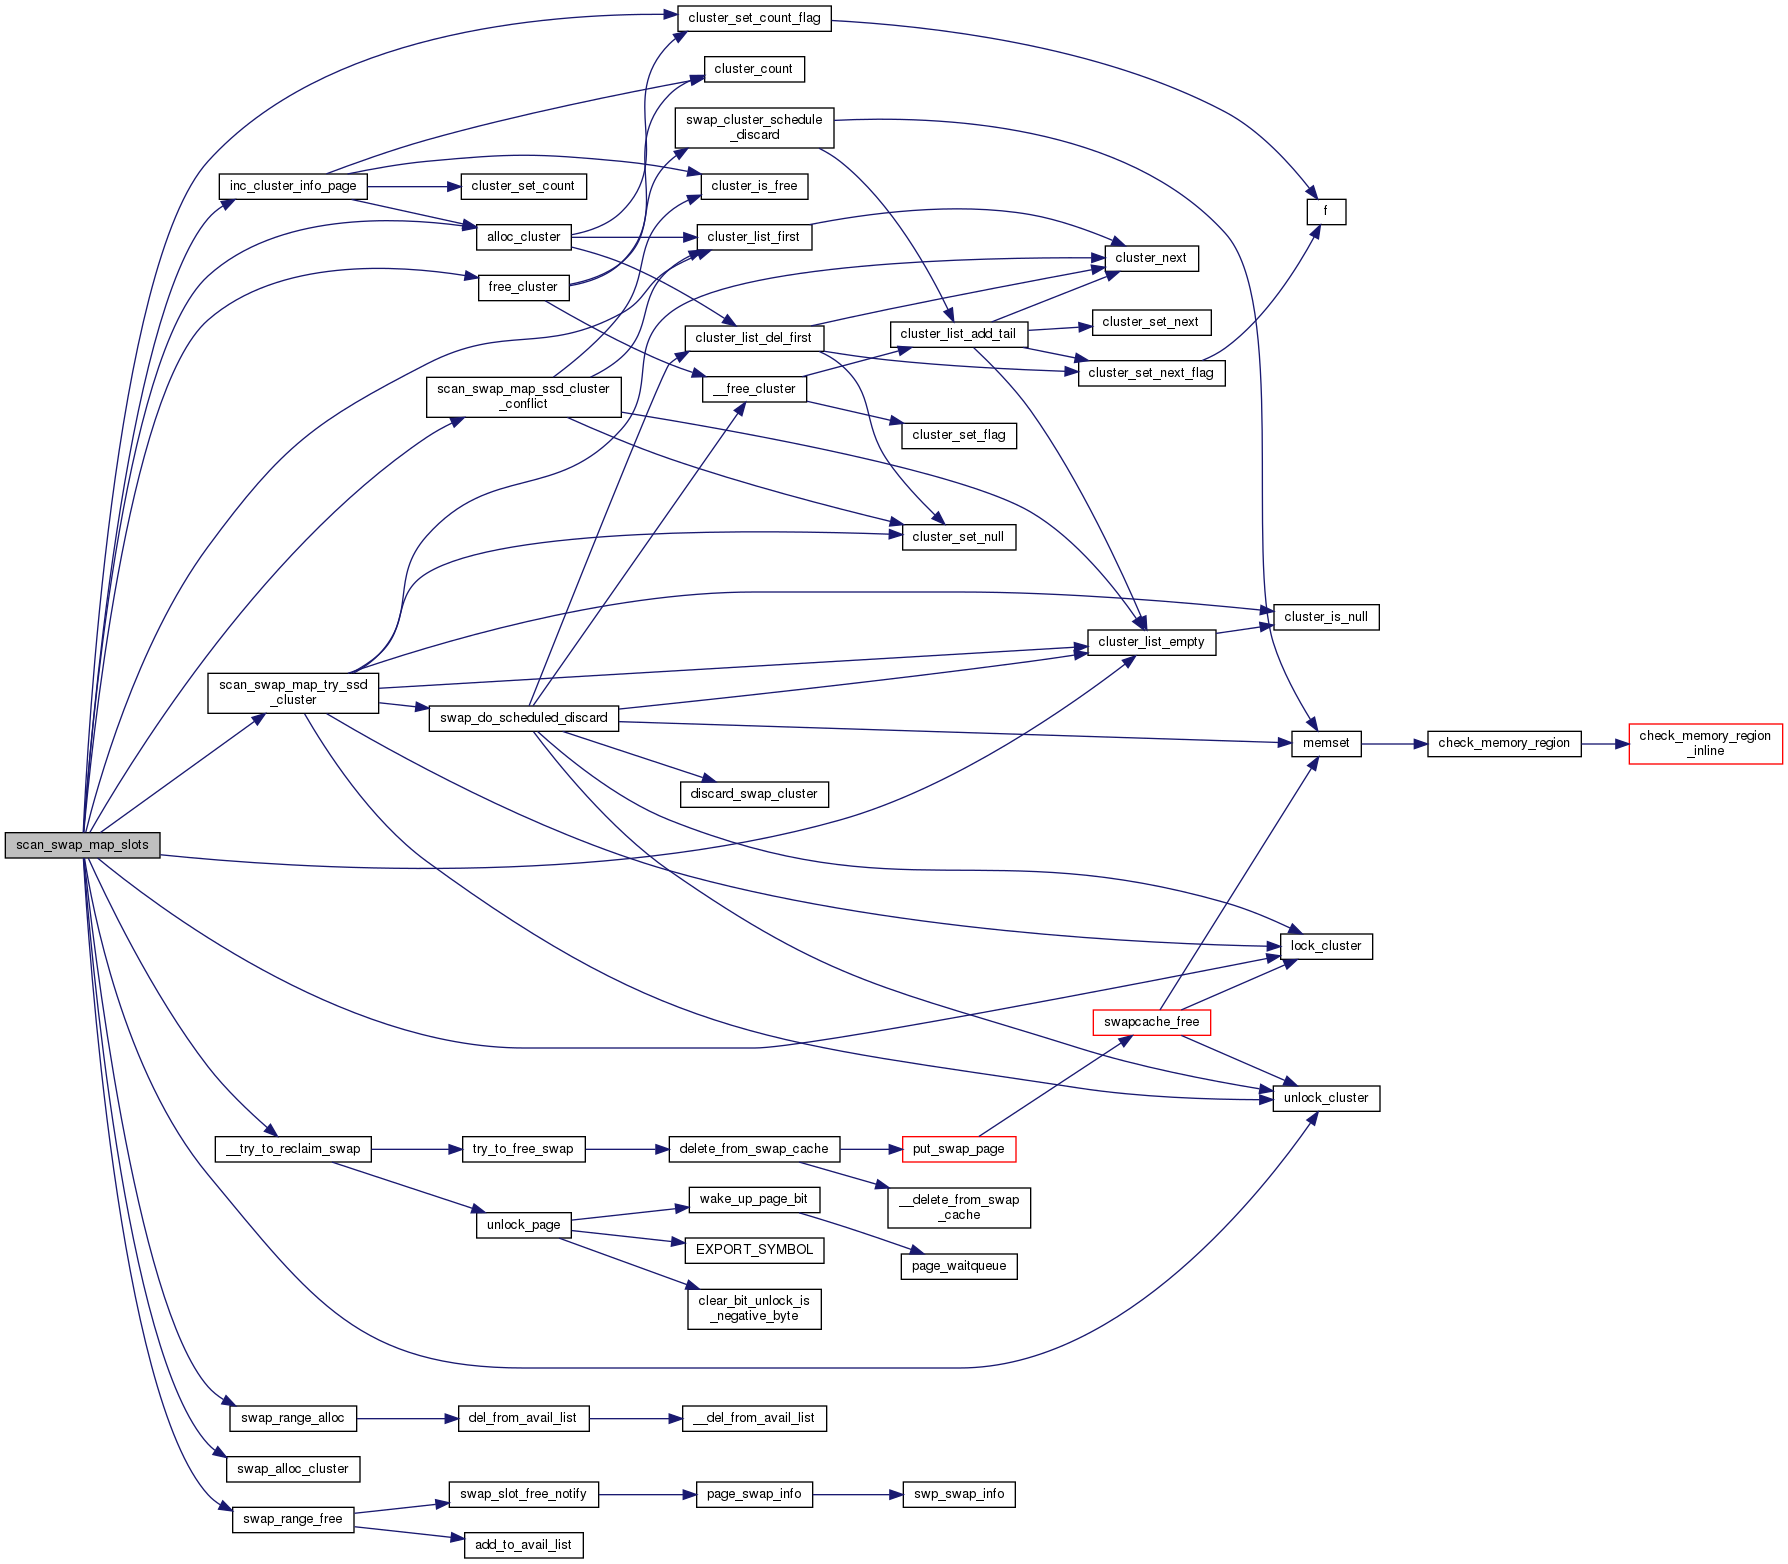 cluster_set_count_flag
cluster_count
swap_cluster_schedule
_discard
inc_cluster_info_page
cluster_set_count
cluster_is_free
f
alloc_cluster
cluster_list_first
cluster_next
free_cluster
cluster_list_del_first
cluster_list_add_tail
cluster_set_next
cluster_set_next_flag
scan_swap_map_ssd_cluster
_conflict
__free_cluster
cluster_set_flag
cluster_set_null
cluster_is_null
cluster_list_empty
scan_swap_map_try_ssd
_cluster
swap_do_scheduled_discard
memset
check_memory_region
check_memory_region
_inline
discard_swap_cluster
scan_swap_map_slots
lock_cluster
swapcache_free
unlock_cluster
__try_to_reclaim_swap
try_to_free_swap
delete_from_swap_cache
put_swap_page
__delete_from_swap
_cache
wake_up_page_bit
unlock_page
EXPORT_SYMBOL
page_waitqueue
clear_bit_unlock_is
_negative_byte
swap_range_alloc
del_from_avail_list
__del_from_avail_list
swap_alloc_cluster
swap_slot_free_notify
page_swap_info
swp_swap_info
swap_range_free
add_to_avail_list